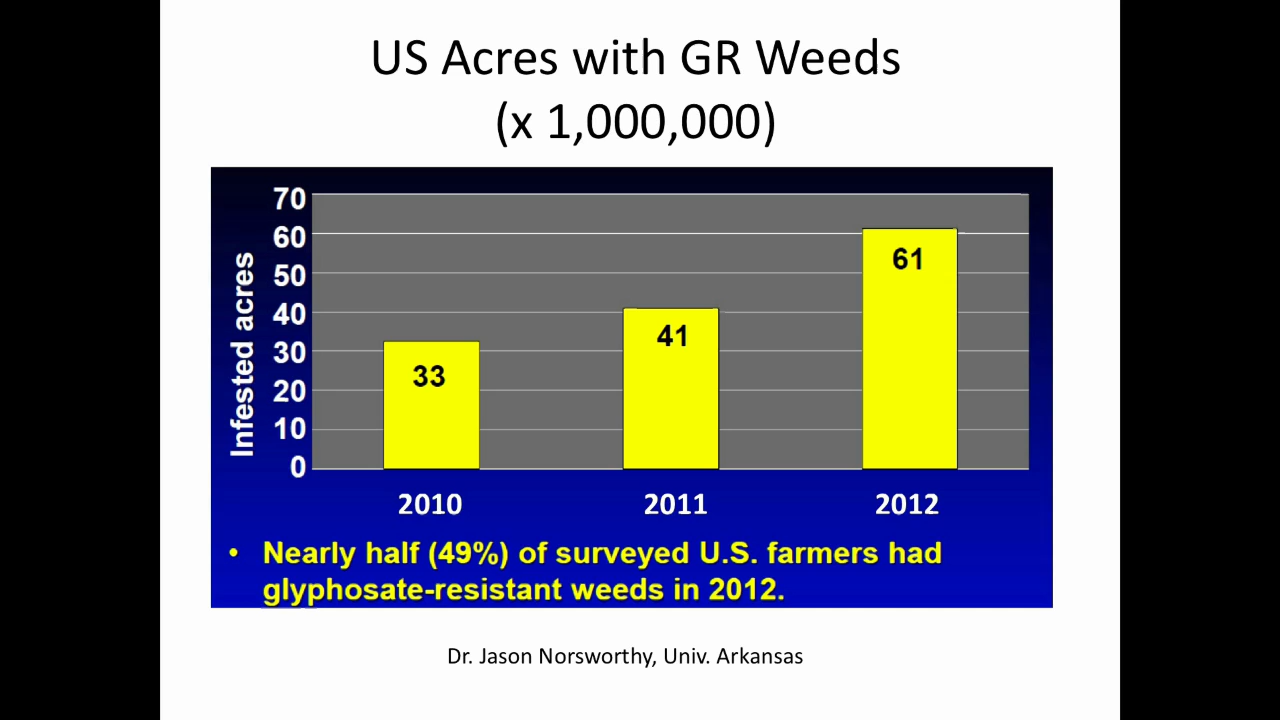 US Acres with GR Weeds
(x 1,000,000)
Infested acres
70
60
50
40
30
20
10
0
33
41
61
2010
2011
2012
• Nearly half (49%) of surveyed U.S. farmers had
glyphosate-resistant weeds in 2012.
Dr. Jason Norsworthy, Univ. Arkansas